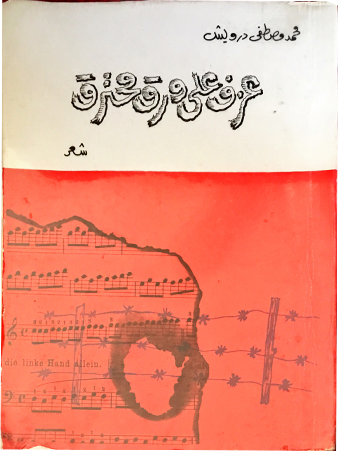 محمد مصطفى درويش
عزف على ورق محترق
شعر
die linke Hand allein.